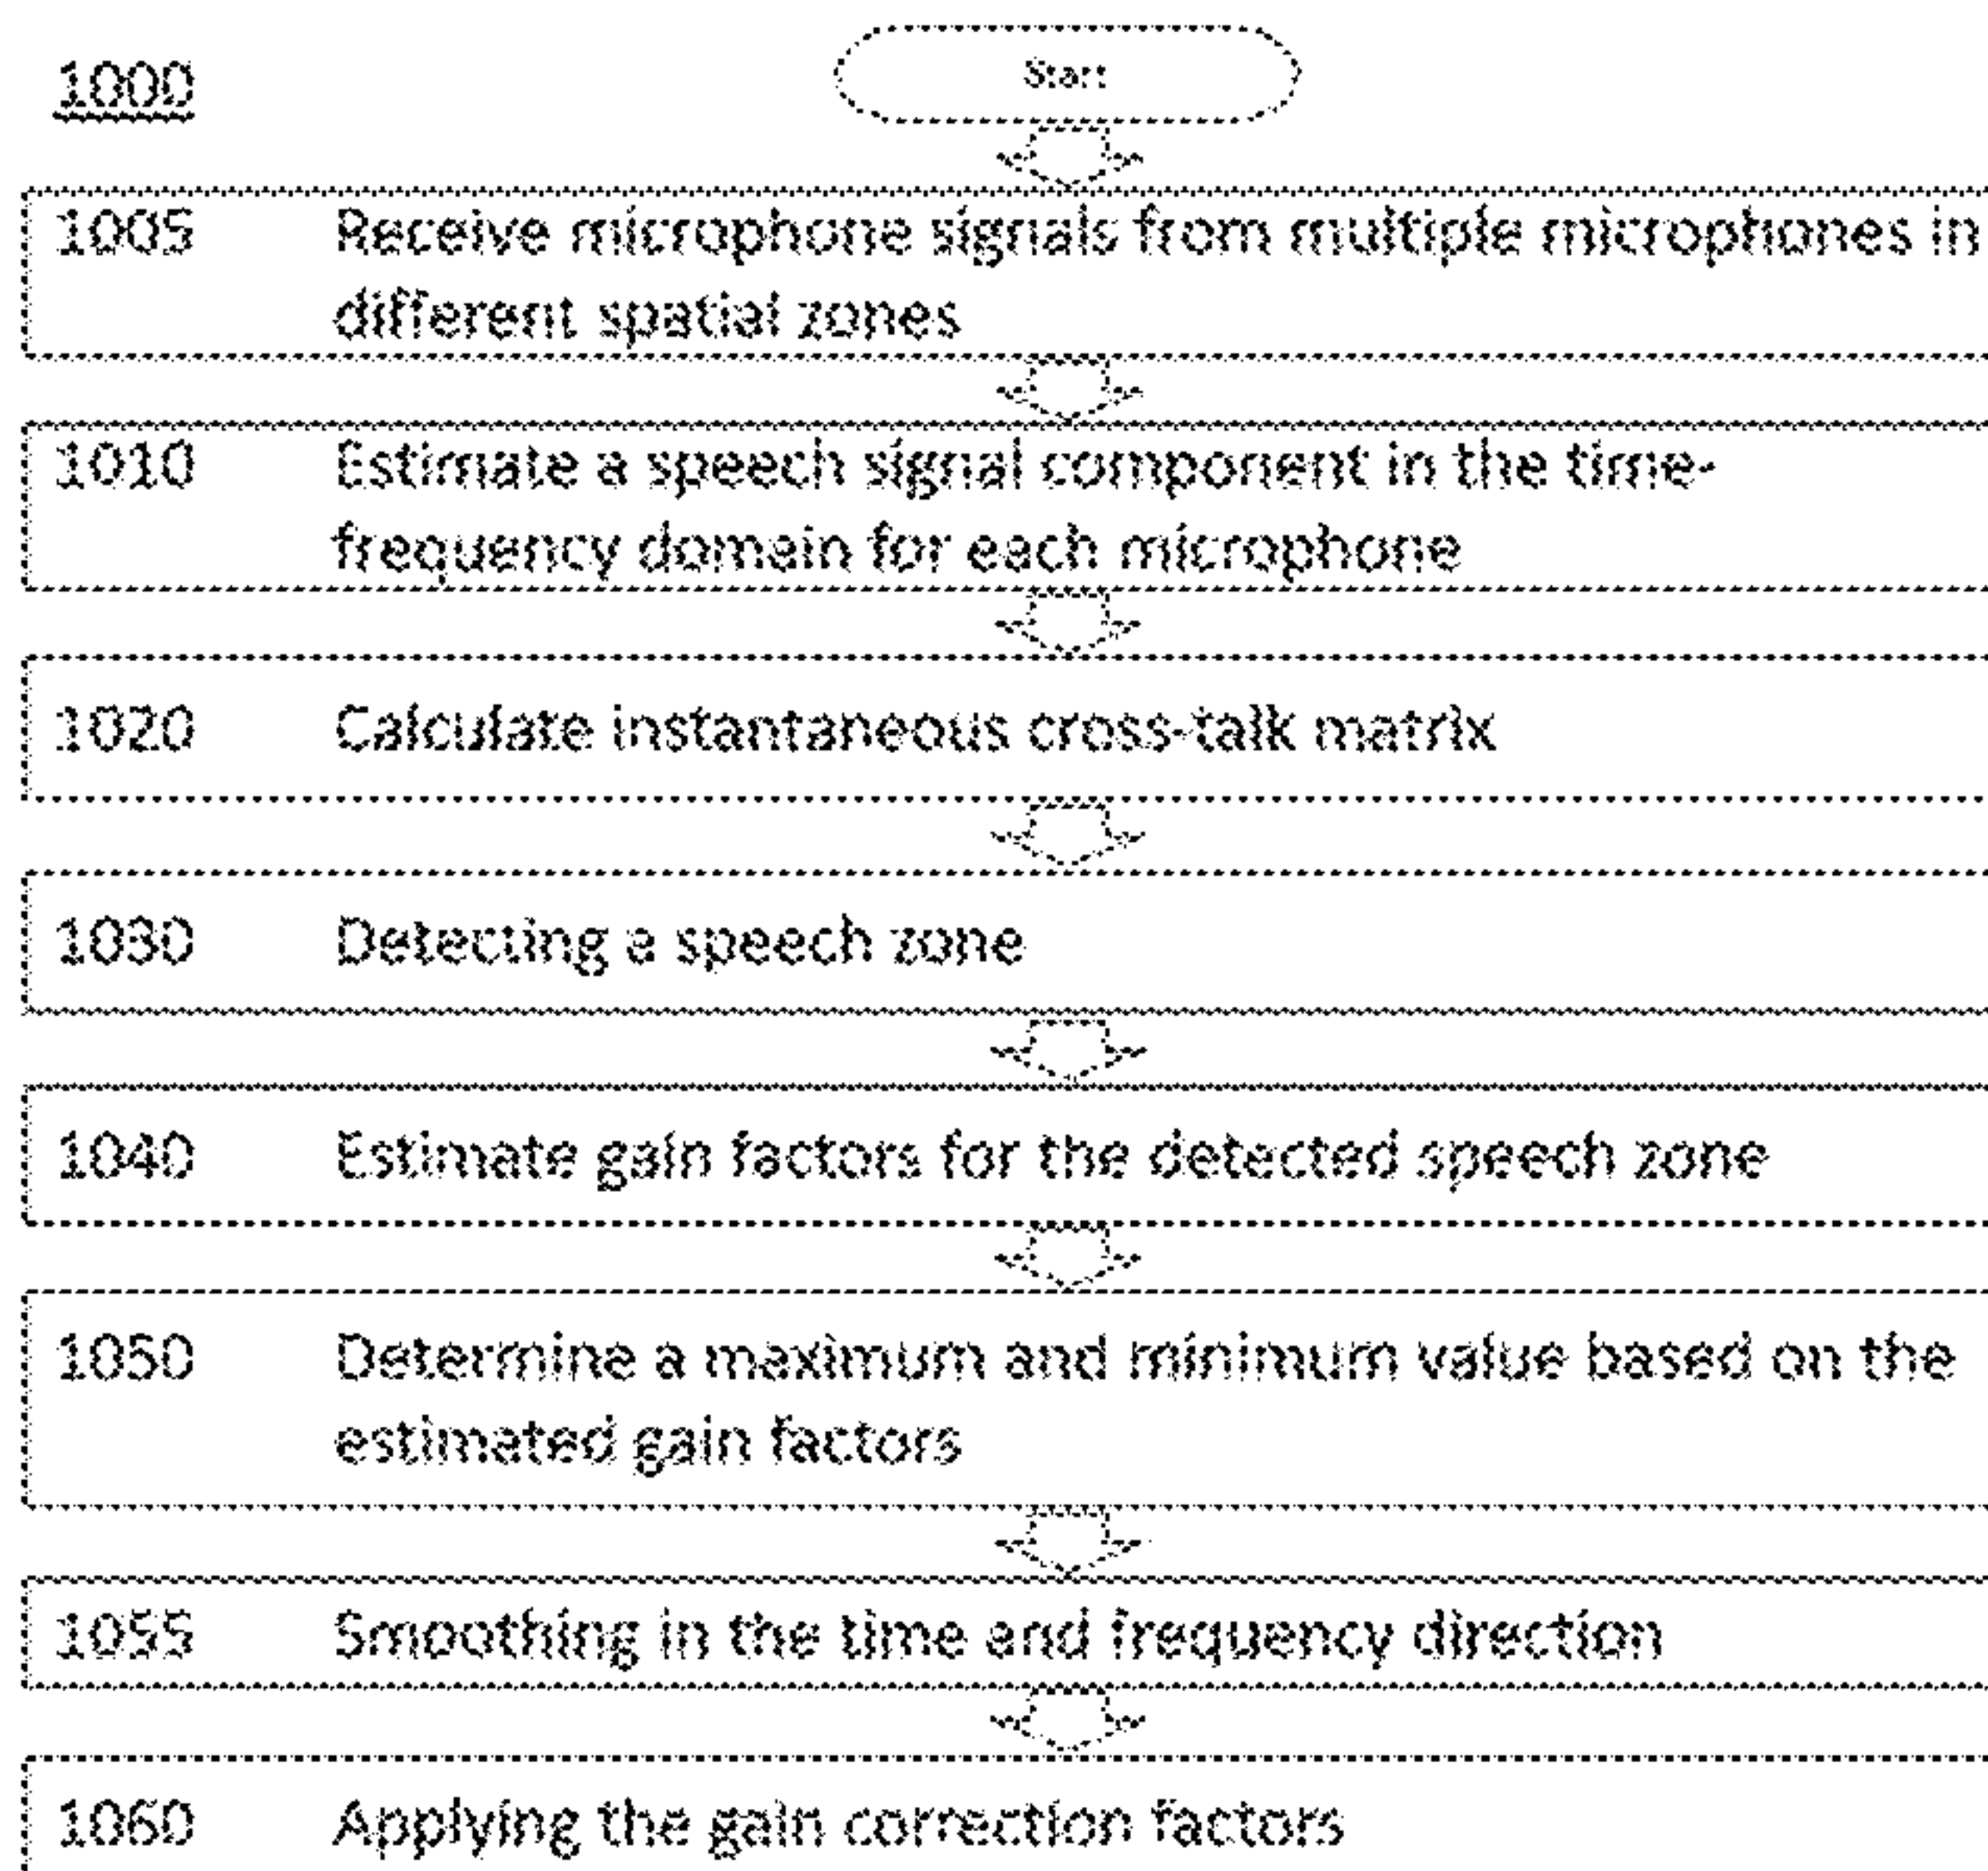 1000
Start
1005 Receive microphone signals from multiple microphones in
different spatial zones
1010 Estimate a speech signal component in the time-
frequency domain for each microphone
1020 Calculate instantaneous cross-talk matrix
1030 Detecting a speech zone
1040 Estimate gain factors for the detected speech zone
1050 Determine a maximum and minimum value based on the
estimated gain factors
1055 Smoothing in the time and frequency direction
1060 Applying the gain correction factors